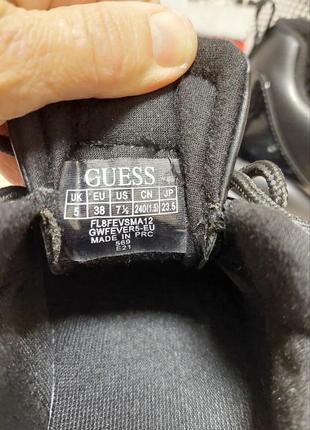 GUESS
UK EU US CN JP
5 38 7½ 240(1.5) 23.5
FL8FEVSMA12
GWFEVER5-EU
MADE IN PRC
569
E21